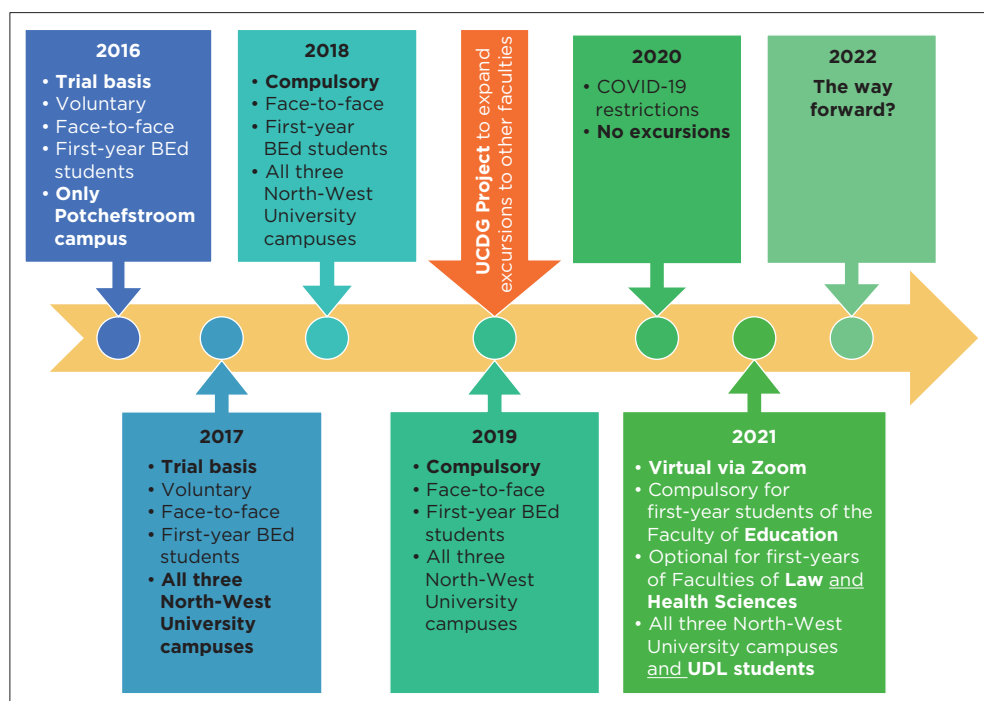 2016
• Trial basis
• Voluntary
• Face-to-face
• First-year BEd
students
• Only
Potchefstroom
campus
2018
• Compulsory
• Face-to-face
• First-year
BEd students
• All three
North-West
University
campuses
UCDG Project to expand
excursions to other faculties
2020
• COVID-19
restrictions
• No excursions
2022
The way
forward?
2017
• Trial basis
• Voluntary
• Face-to-face
• First-year BEd
students
• All three
North-West
University
campuses
2019
• Compulsory
• Face-to-face
• First-year BEd
students
• All three
North-West
University
campuses
2021
• Virtual via Zoom
• Compulsory for
first-year students of the
Faculty of Education
• Optional for first-years
of Faculties of Law and
Health Sciences
• All three North-West
University campuses
and UDL students